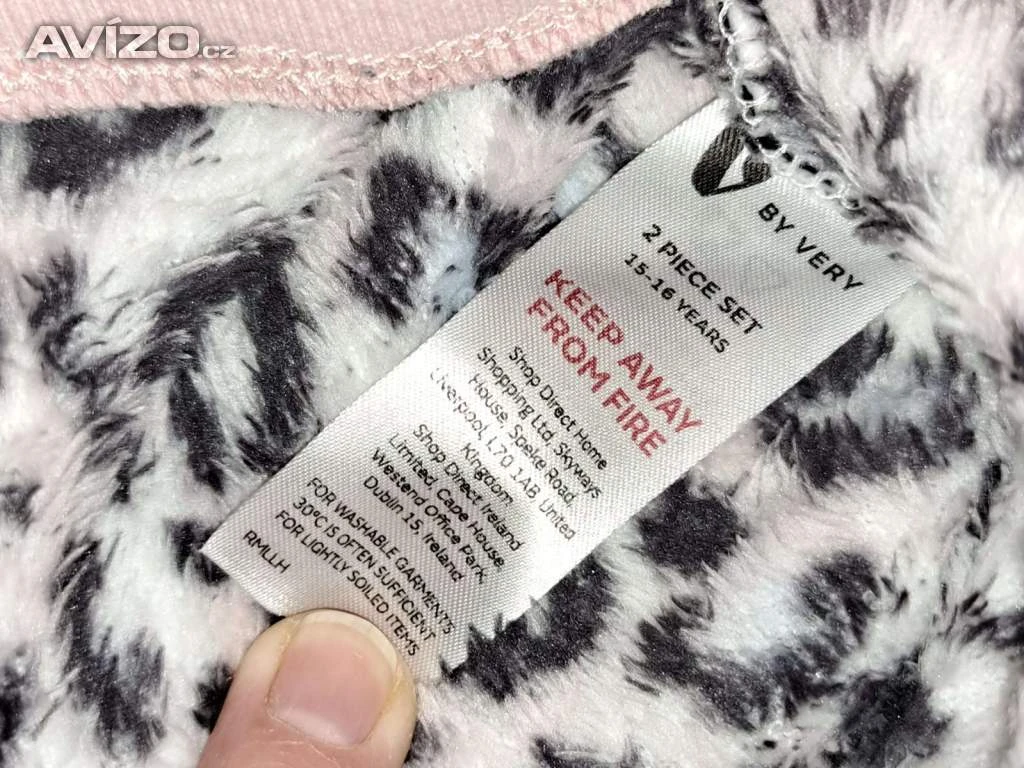 AVÍZO.cz
V
BY VERY
2 PIECE SET
15-16 YEARS
KEEP AWAY
FROM FIRE
Shop Direct Home
Shopping Ltd, Skyways
House, Speke Road,
Liverpool, L70 1AB United
Kingdom
Shop Direct Ireland
Limited, Cape House
Westend Office Park,
Dublin 15, Ireland
FOR WASHABLE GARMENTS
30°C IS OFTEN SUFFICIENT
FOR LIGHTLY SOILED ITEMS
RMLLH